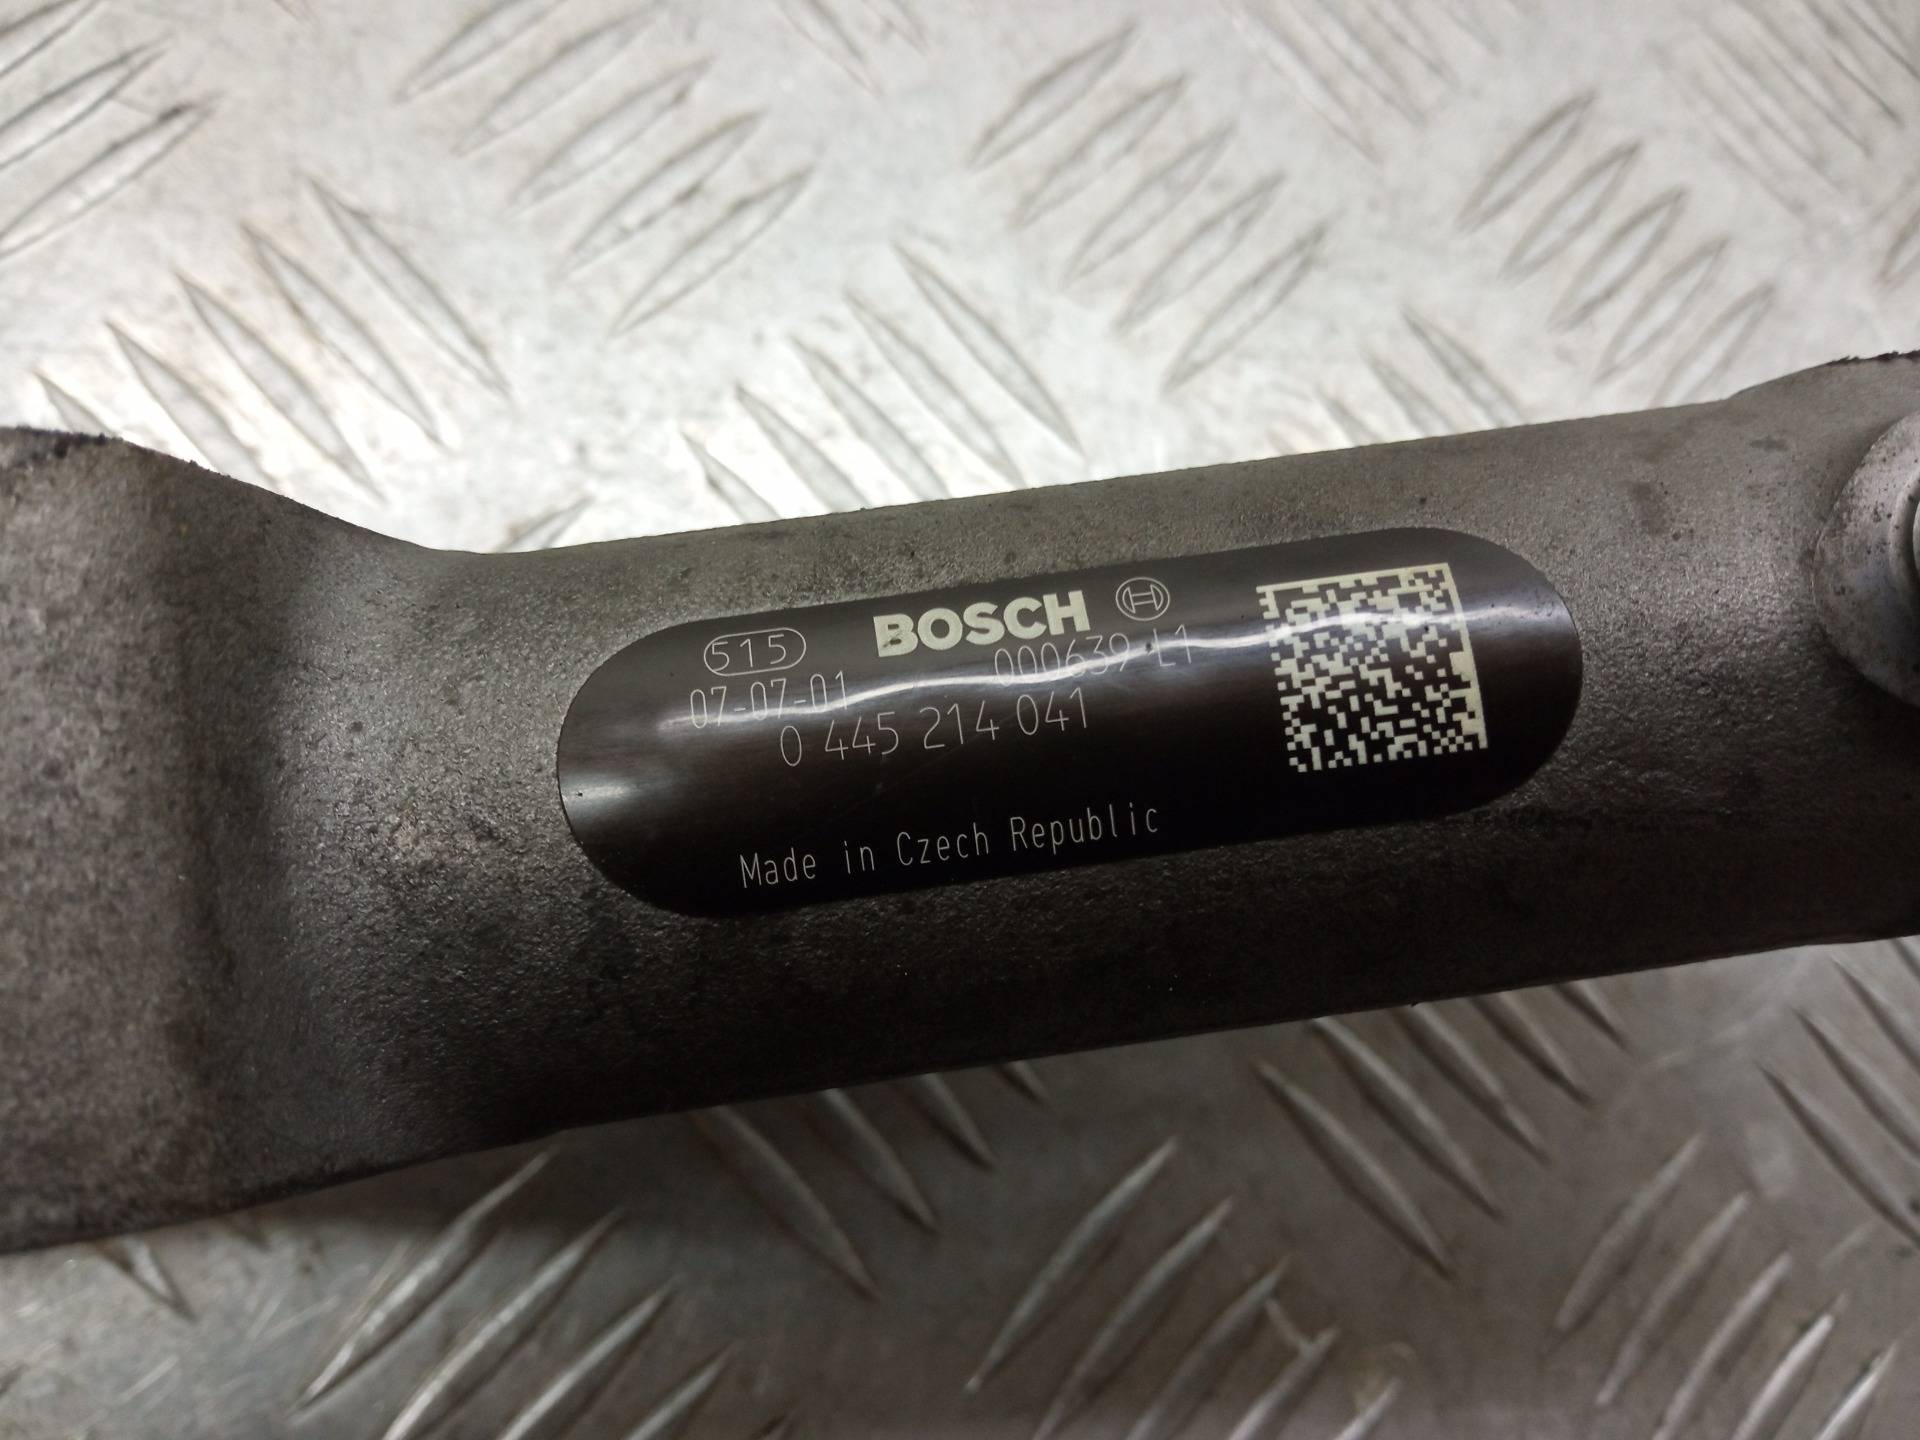 515 BOSCH
07-07-01 000639 L1
0 445 214 041
Made in Czech Republic